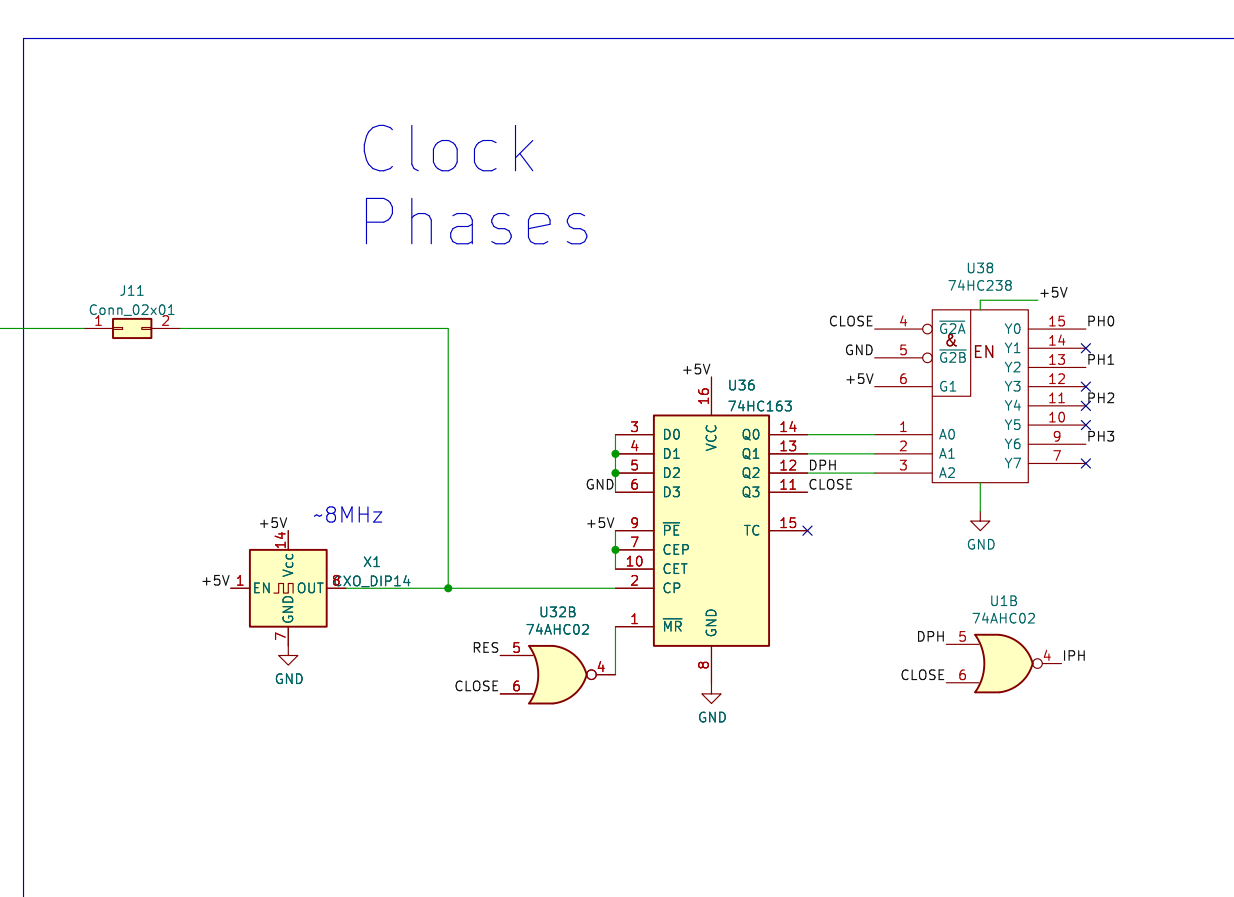 Clock
Phases
J11
Conn_02x01
1
2
~8MHz
+5V
14
Vcc
X1
CXO_DIP14
+5V
1
EN
OUT
8
GND
7
GND
RES
5
CLOSE
6
U32B
74AHC02
4
+5V
16
U36
74HC163
VCC
3
D0
4
D1
5
D2
GND
6
D3
+5V
9
PE
7
CEP
10
CET
2
CP
1
MR
GND
8
GND
Q0
14
Q1
13
Q2
12
DPH
Q3
11
CLOSE
TC
15
U38
74HC238
+5V
CLOSE
4
G2A
&
GND
5
G2B
EN
+5V
6
G1
1
A0
2
A1
3
A2
Y0
15
PH0
Y1
14
Y2
13
PH1
Y3
12
Y4
11
PH2
Y5
10
Y6
9
PH3
Y7
7
GND
U1B
74AHC02
DPH
5
CLOSE
6
4
IPH